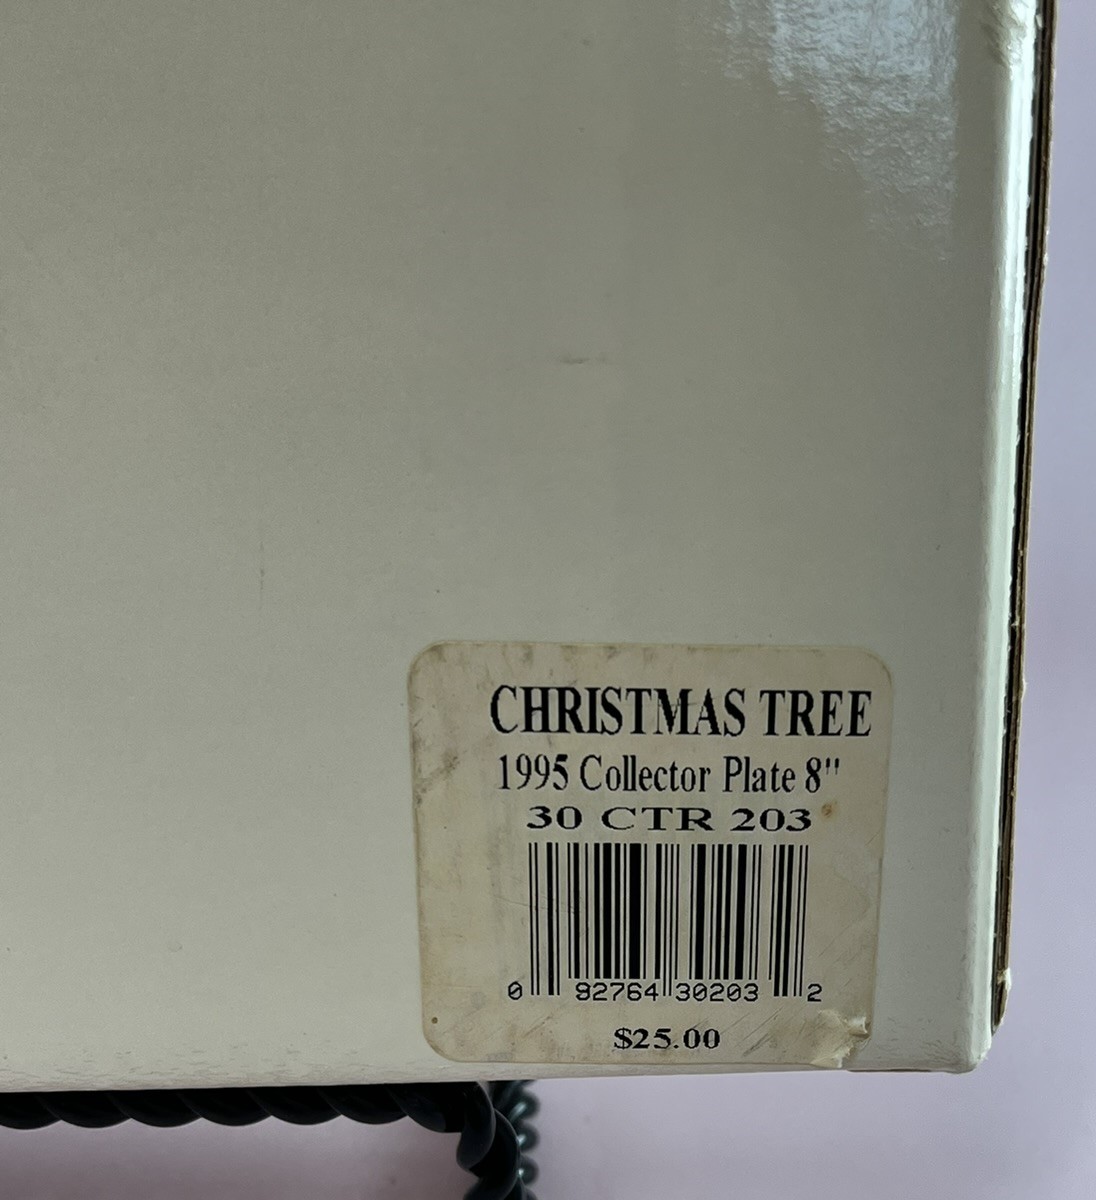 CHRISTMAS TREE
1995 Collector Plate 8"
30 CTR 203
0 92764 30203 2
$25.00